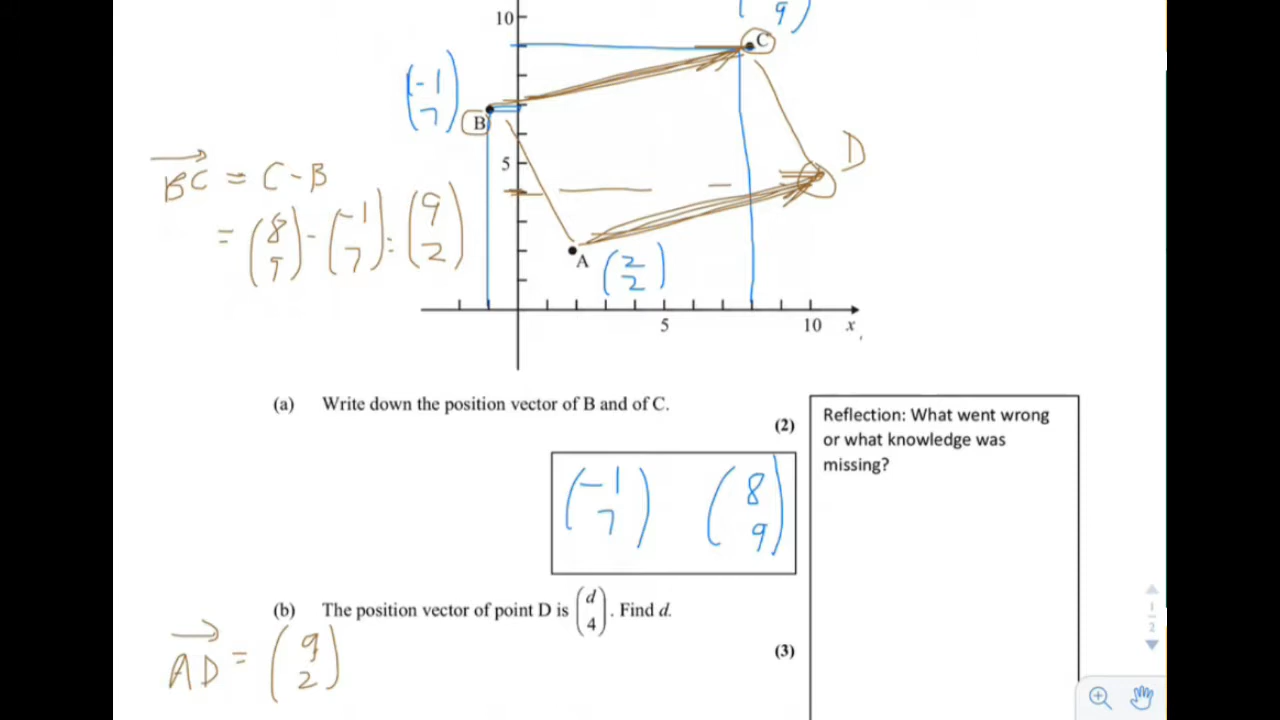 10
9
C
(-1
7)
B
D
5
BC = C - B
= (8
9) - (-1
7) = (9
2)
A
(2
2)
5
10
x
(a) Write down the position vector of B and of C.
(2)
Reflection: What went wrong
or what knowledge was
missing?
(-1
7) (8
9)
(b) The position vector of point D is (d
4). Find d.
(3)
AD = (9
2)
1
2